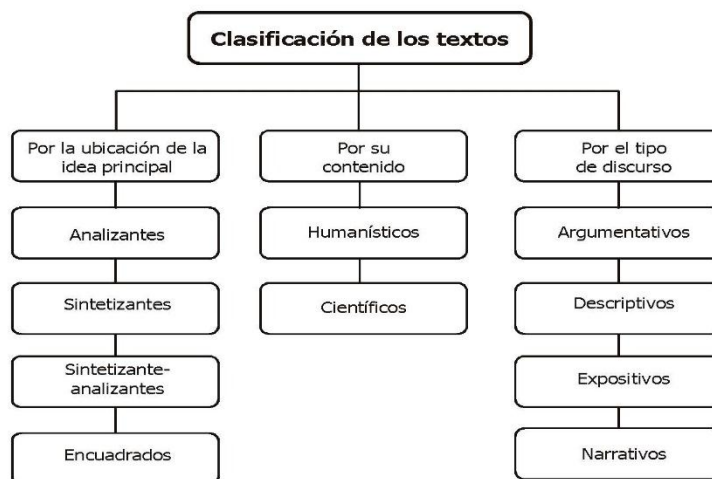 Clasificación de los textos
Por la ubicación de la
idea principal
Analizantes
Sintetizantes
Sintetizante-
analizantes
Encuadrados
Por su
contenido
Humanísticos
Científicos
Por el tipo
de discurso
Argumentativos
Descriptivos
Expositivos
Narrativos